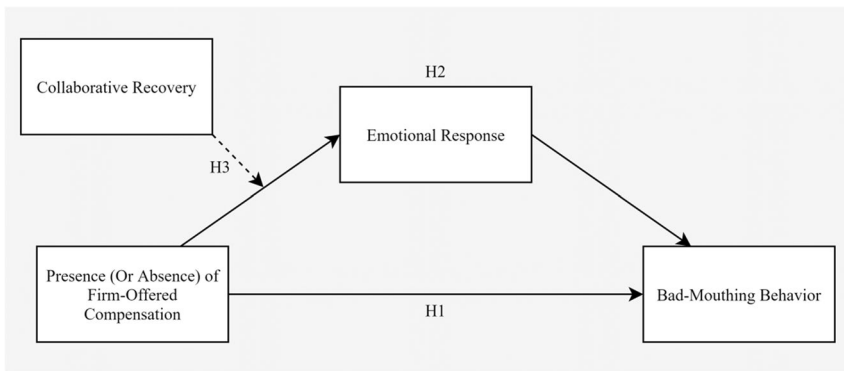 H2
Collaborative Recovery
Emotional Response
H3
Presence (Or Absence) of
Firm-Offered
Compensation
Bad-Mouthing Behavior
H1